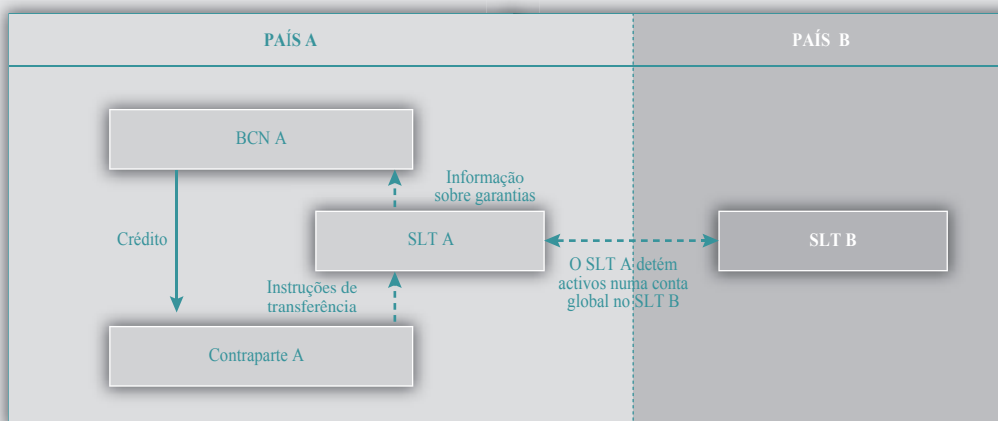 PAÍS A
PAÍS B
BCN A
Informação
sobre garantias
Crédito
SLT A
SLT B
O SLT A detém
activos numa conta
global no SLT B
Instruções de
transferência
Contraparte A